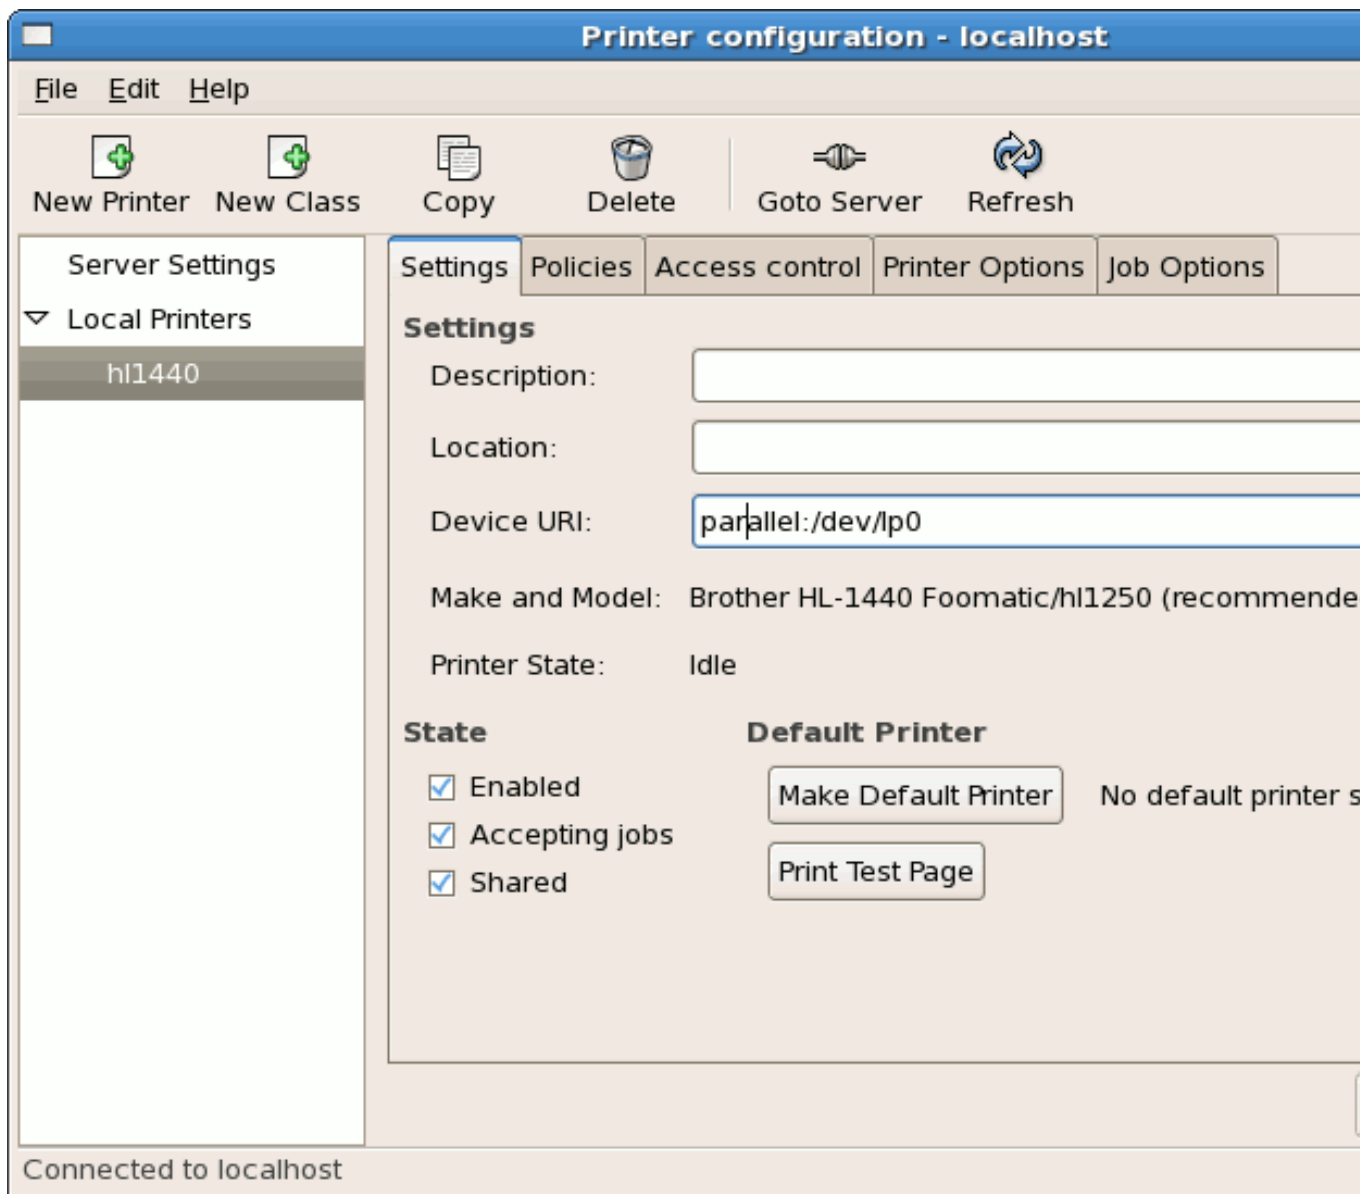 Printer configuration - localhost
File Edit Help
New Printer New Class Copy Delete Goto Server Refresh
Server Settings
Local Printers
hl1440
Settings Policies Access control Printer Options Job Options
Settings
Description:
Location:
Device URI: parallel:/dev/lp0
Make and Model: Brother HL-1440 Foomatic/hl1250 (recommende
Printer State: Idle
State Default Printer
Enabled
Accepting jobs
Shared
Make Default Printer No default printer s
Print Test Page
Connected to localhost